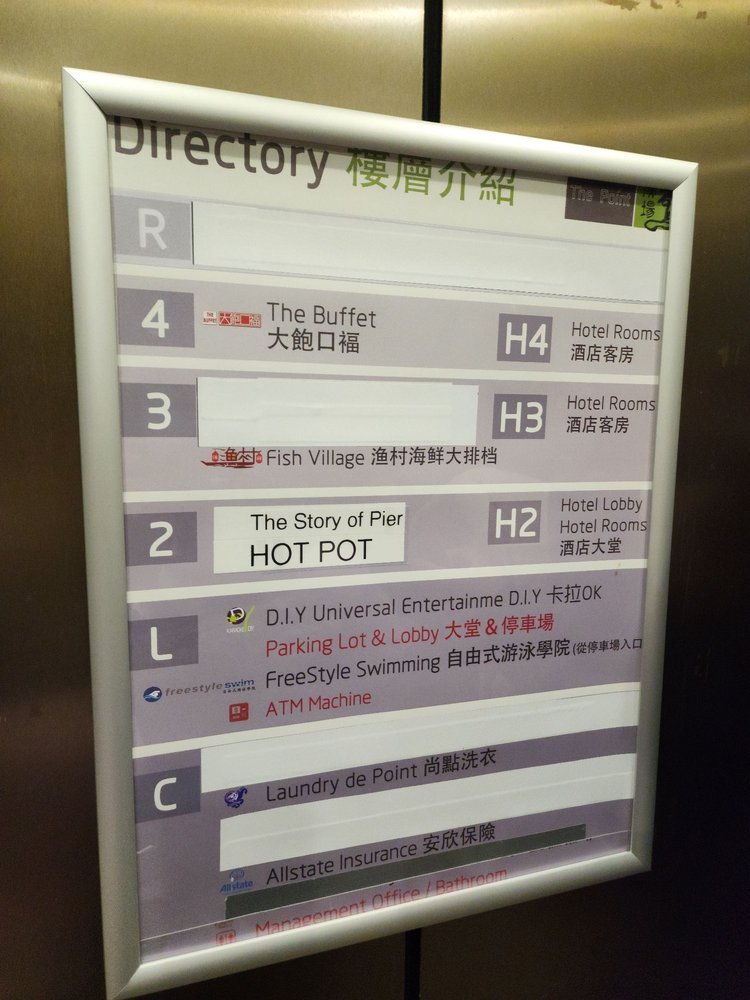 Directory 樓層介紹
The Point
R
4
The Buffet
大飽口福
H4
Hotel Rooms
酒店客房
3
Fish Village 渔村海鲜大排档
H3
Hotel Rooms
酒店客房
2
The Story of Pier
HOT POT
H2
Hotel Lobby
Hotel Rooms
酒店大堂
L
D.I.Y Universal Entertainme D.I.Y 卡拉OK
Parking Lot & Lobby 大堂&停車場
freestyleswim
FreeStyle Swimming 自由式游泳學院 (從停車場入口
ATM Machine
C
Laundry de Point 尚點洗衣
Allstate
Allstate Insurance 安欣保險
Management Office / Bathroom